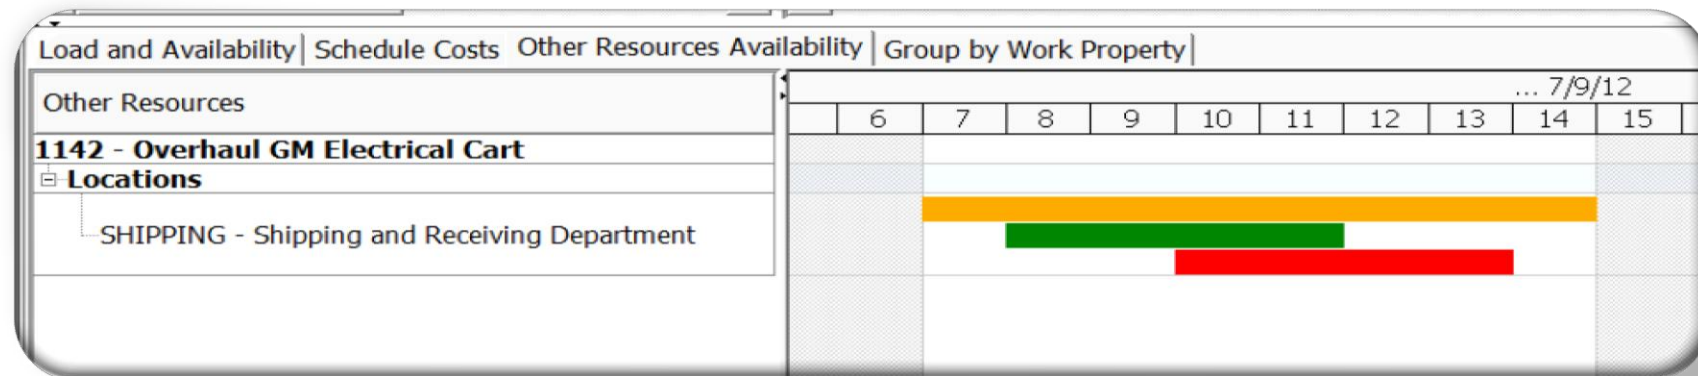 Load and Availability Schedule Costs Other Resources Availability Group by Work Property
Other Resources
... 7/9/12
6 7 8 9 10 11 12 13 14 15
1142 - Overhaul GM Electrical Cart
Locations
SHIPPING - Shipping and Receiving Department